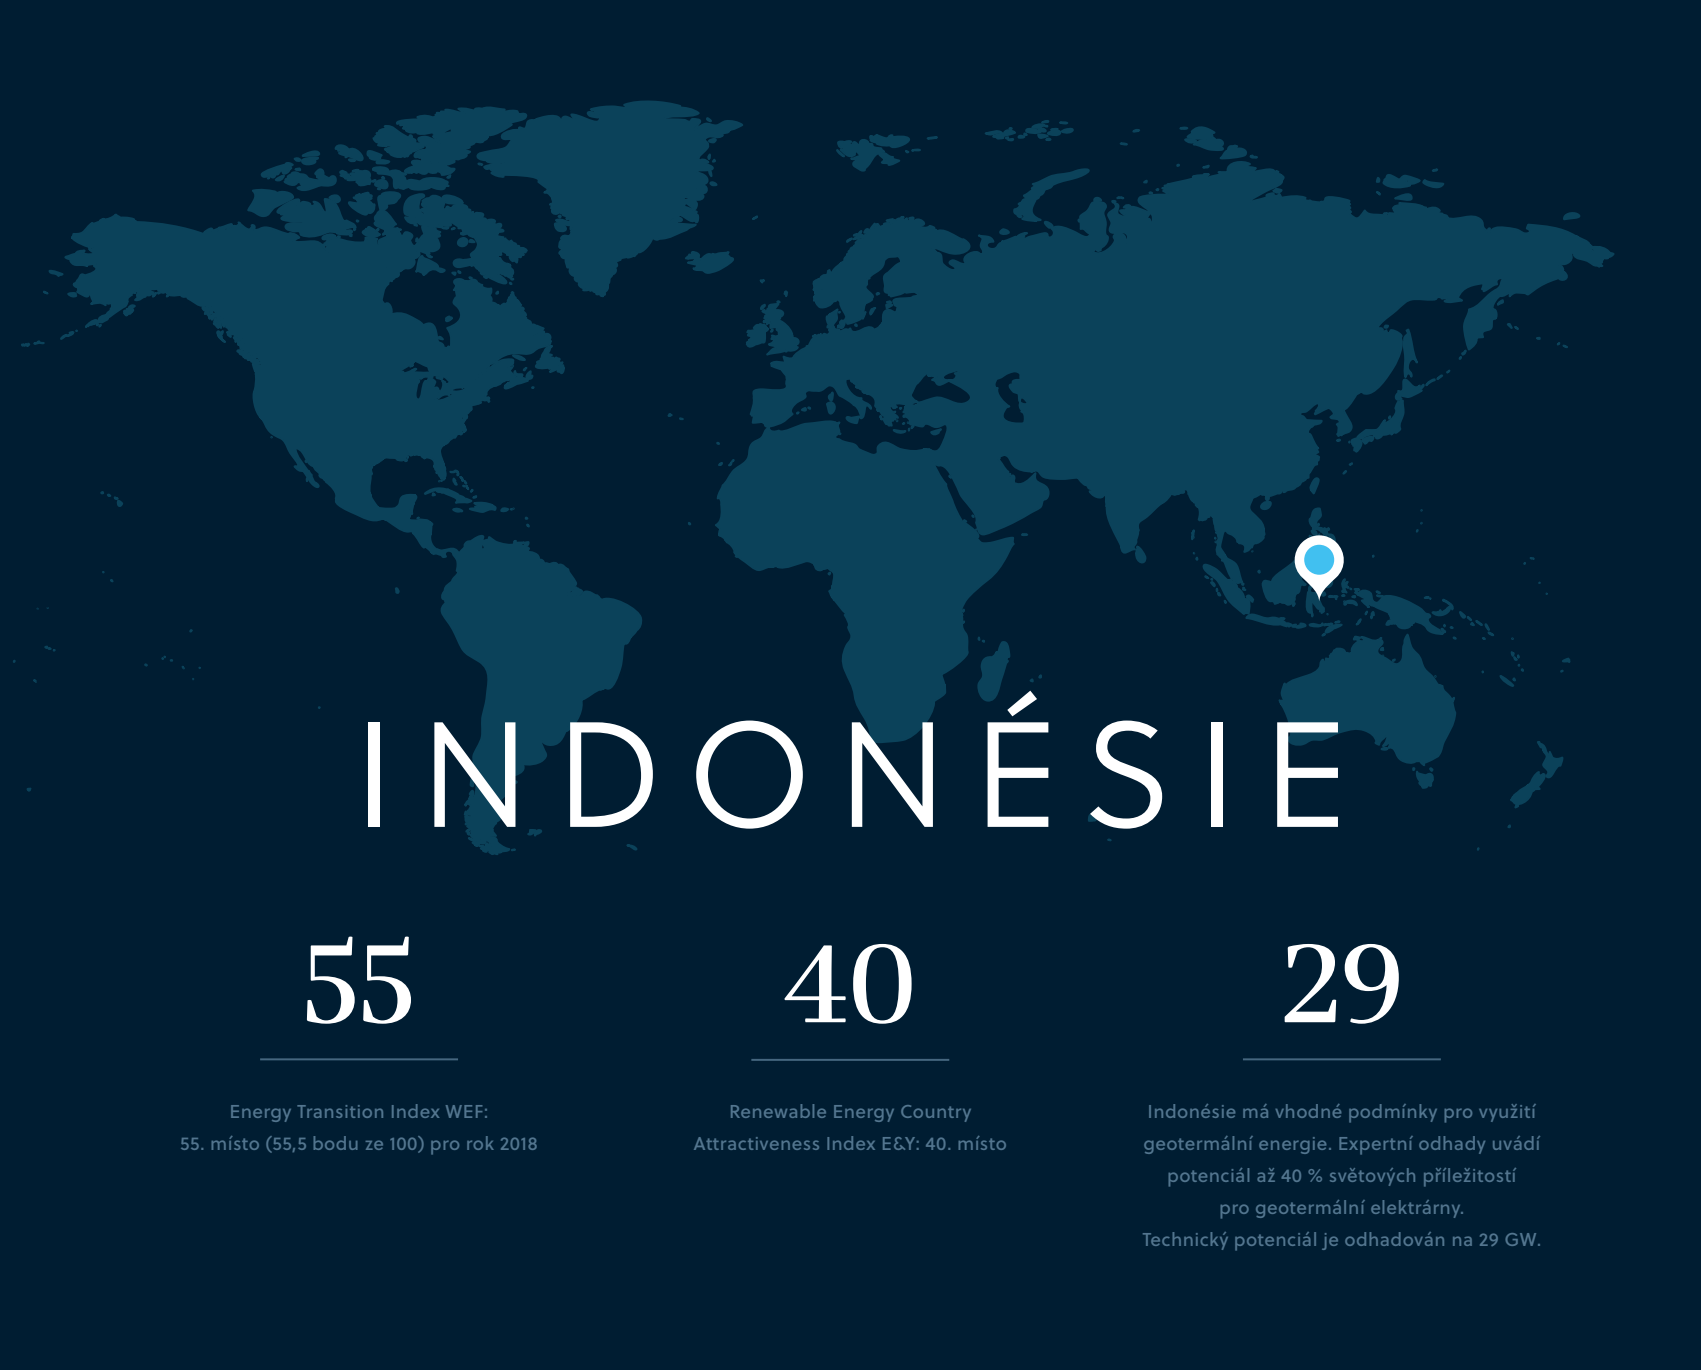 INDONÉSIE
55
Energy Transition Index WEF:
55. místo (55,5 bodu ze 100) pro rok 2018
40
Renewable Energy Country
Attractiveness Index E&Y: 40. místo
29
Indonésie má vhodné podmínky pro využití
geotermální energie. Expertní odhady uvádí
potenciál až 40 % světových příležitostí
pro geotermální elektrárny.
Technický potenciál je odhadován na 29 GW.